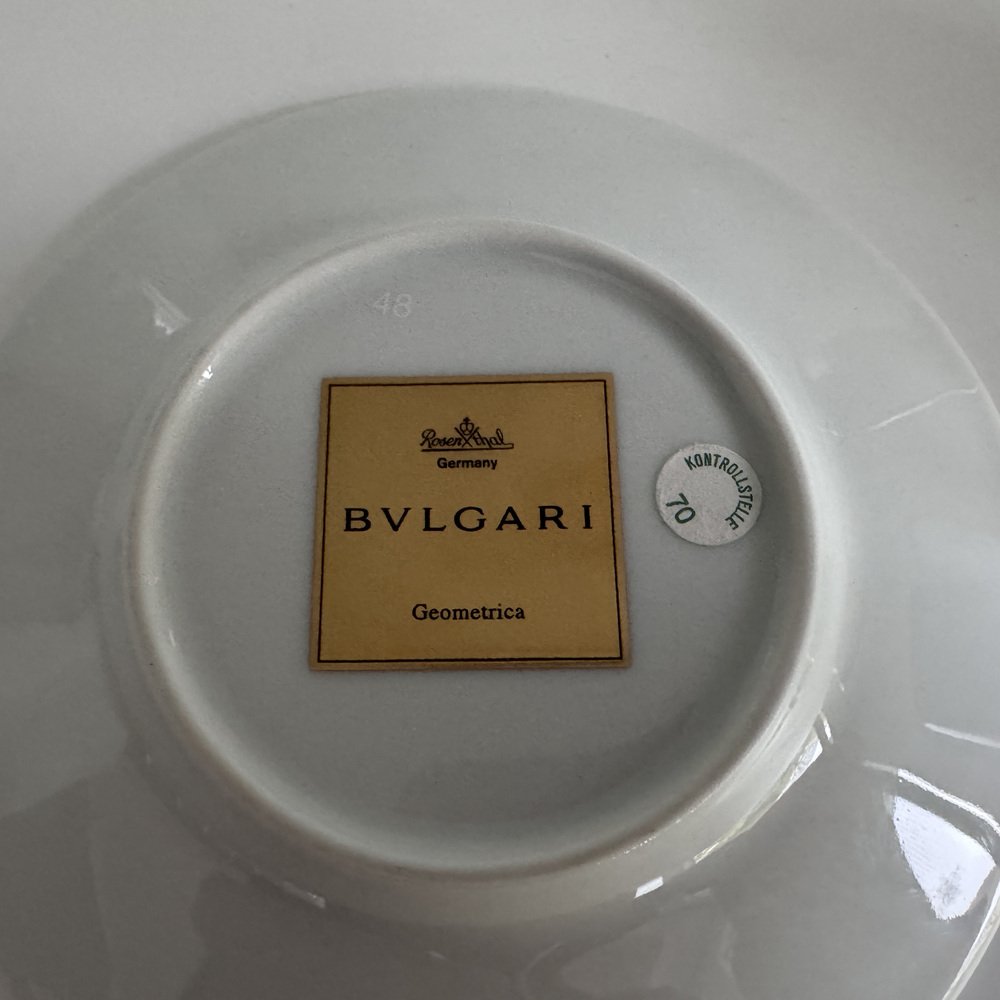 48
Rosenthal
Germany
BVLGARI
Geometrica
KONTROLLSTELLE
70